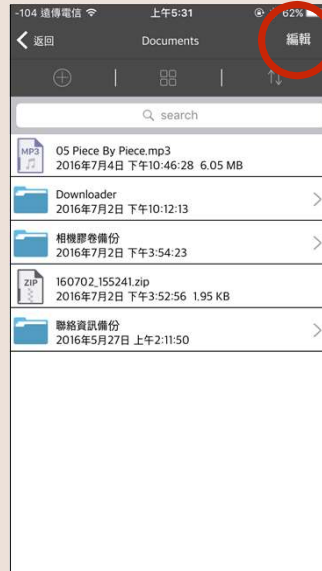 -104 遠傳電信 上午5:31 62%
返回 Documents 編輯
search
MP3 05 Piece By Piece.mp3
2016年7月4日 下午10:46:28 6.05 MB
Downloader
2016年7月2日 下午10:12:13
相機膠卷備份
2016年7月2日 下午3:54:23
ZIP 160702_155241.zip
2016年7月2日 下午3:52:56 1.95 KB
聯絡資訊備份
2016年5月27日 上午2:11:50